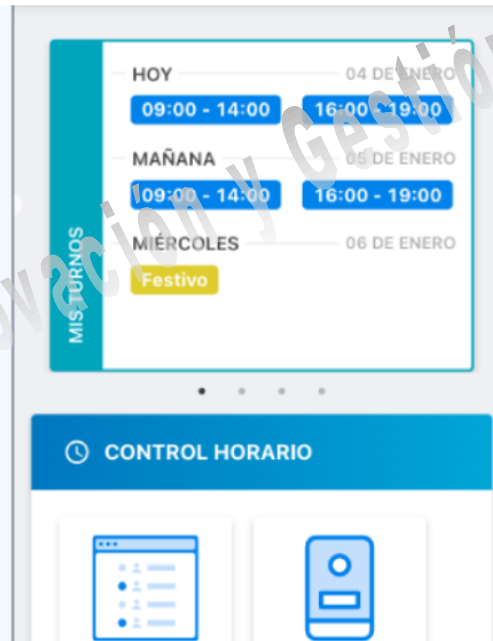 HOY 04 DE ENERO
09:00 - 14:00 16:00 - 19:00
MAÑANA 05 DE ENERO
09:00 - 14:00 16:00 - 19:00
MIÉRCOLES 06 DE ENERO
Festivo
MIS TURNOS
CONTROL HORARIO
ovación y Gestión